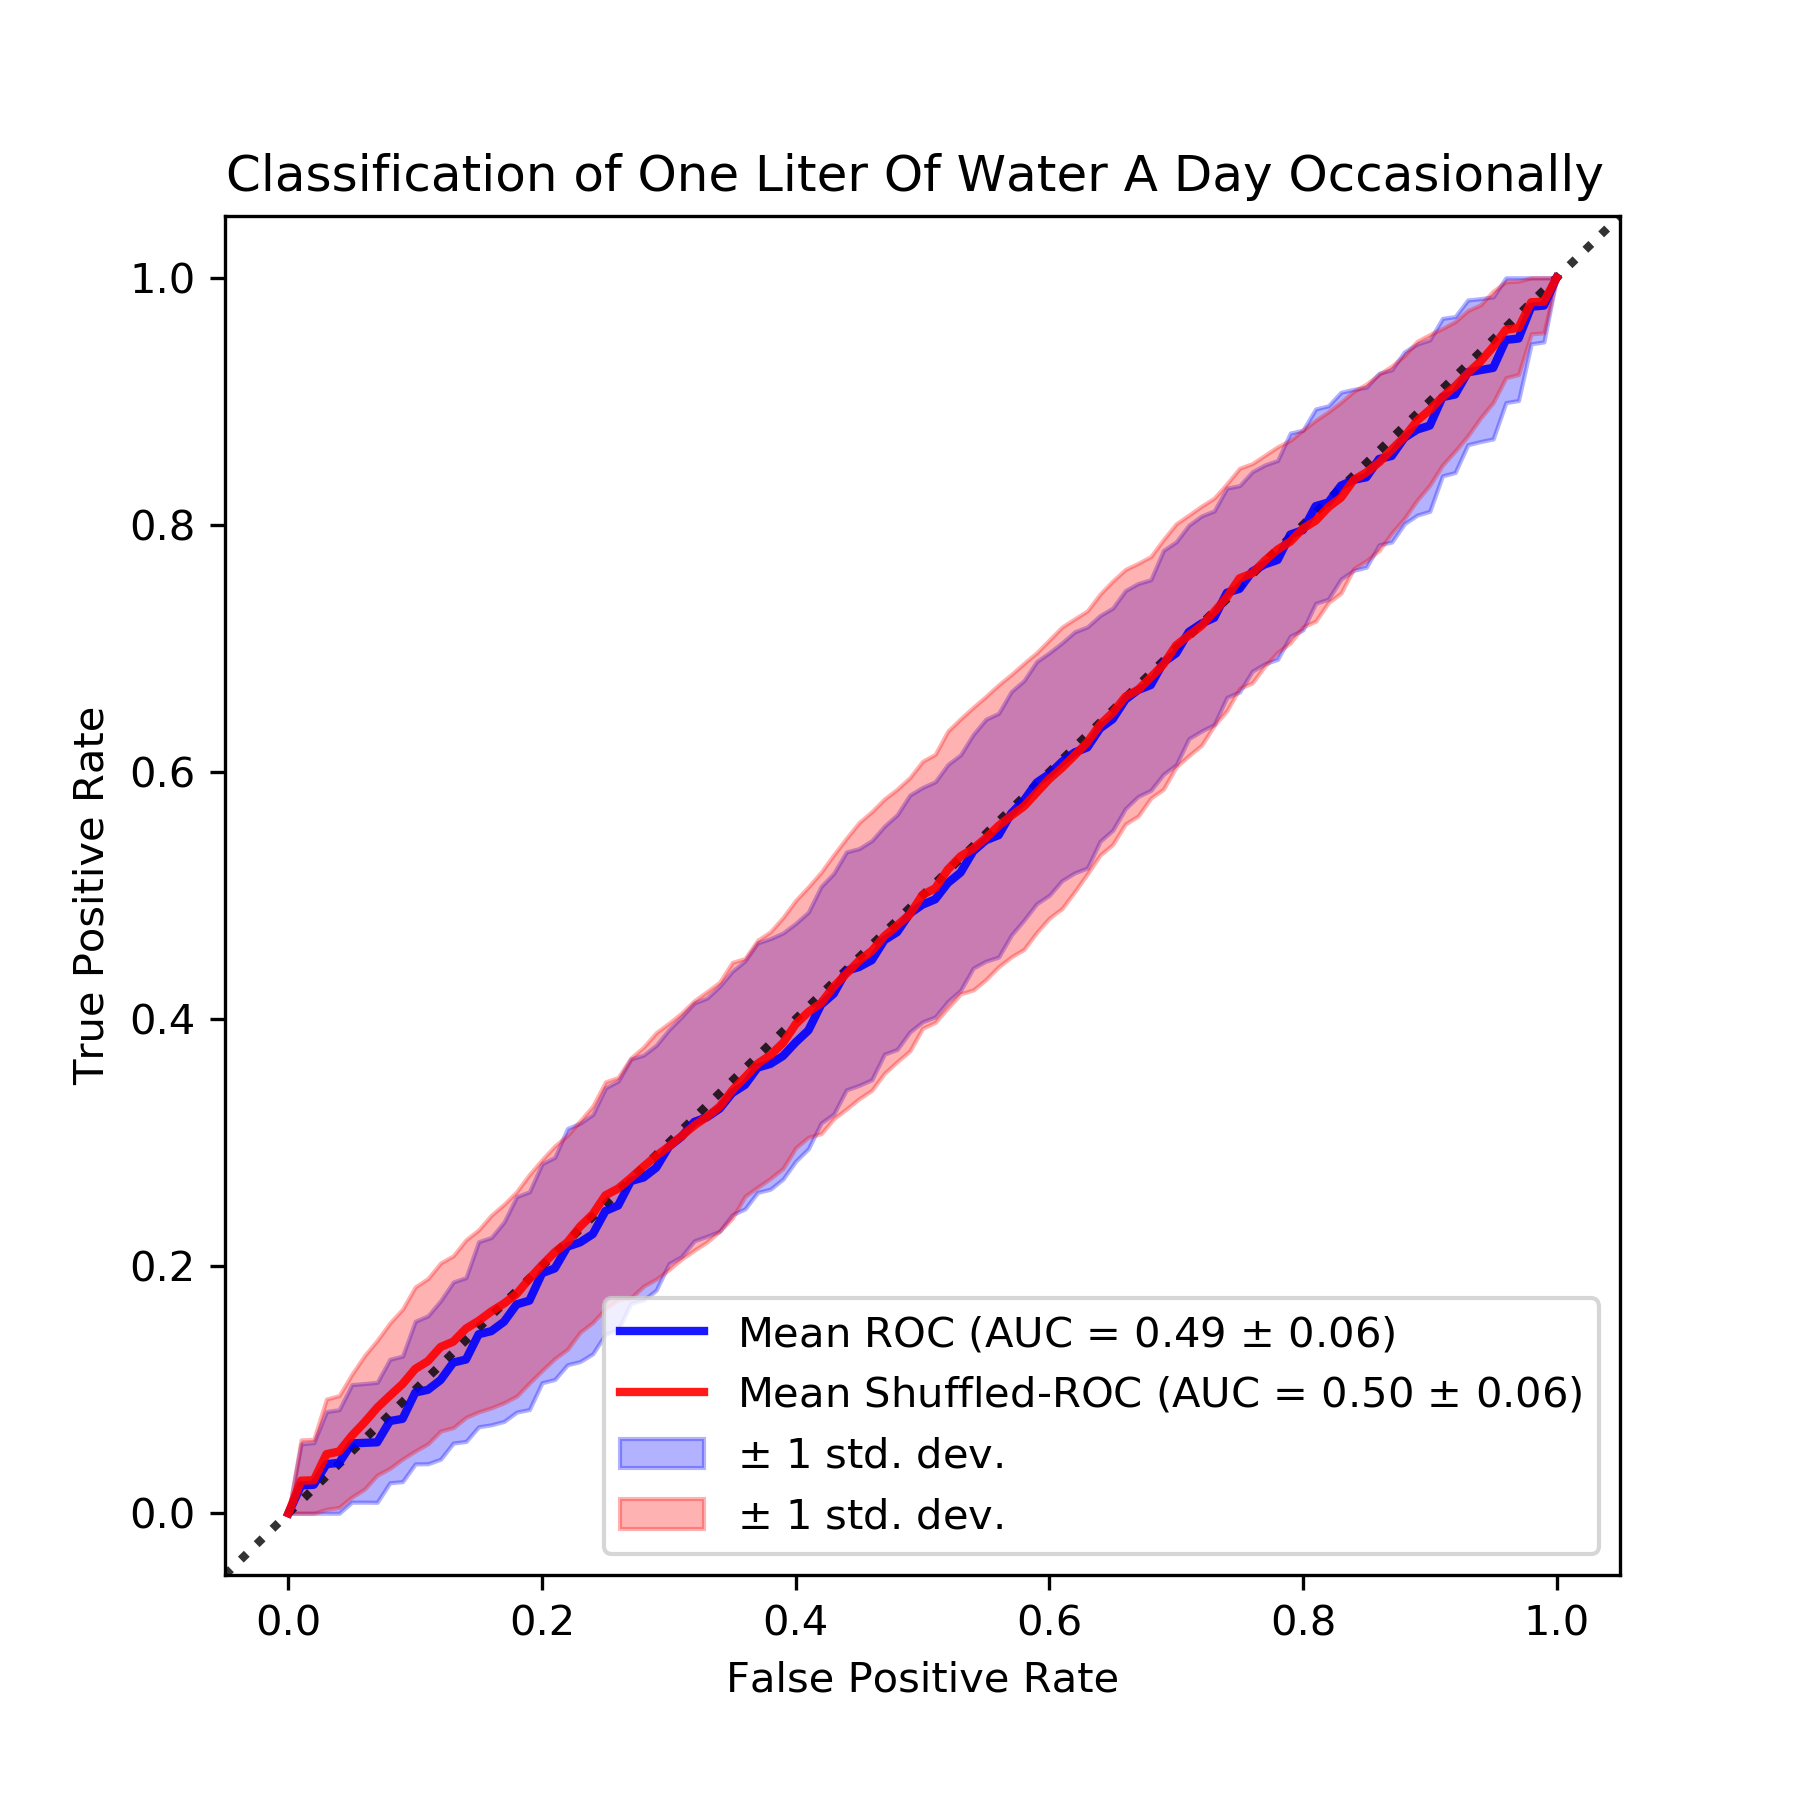 Classification of One Liter Of Water A Day Occasionally
True Positive Rate
1.0
0.8
0.6
0.4
0.2
0.0
Mean ROC (AUC = 0.49 ± 0.06)
Mean Shuffled-ROC (AUC = 0.50 ± 0.06)
± 1 std. dev.
± 1 std. dev.
0.0 0.2 0.4 0.6 0.8 1.0
False Positive Rate